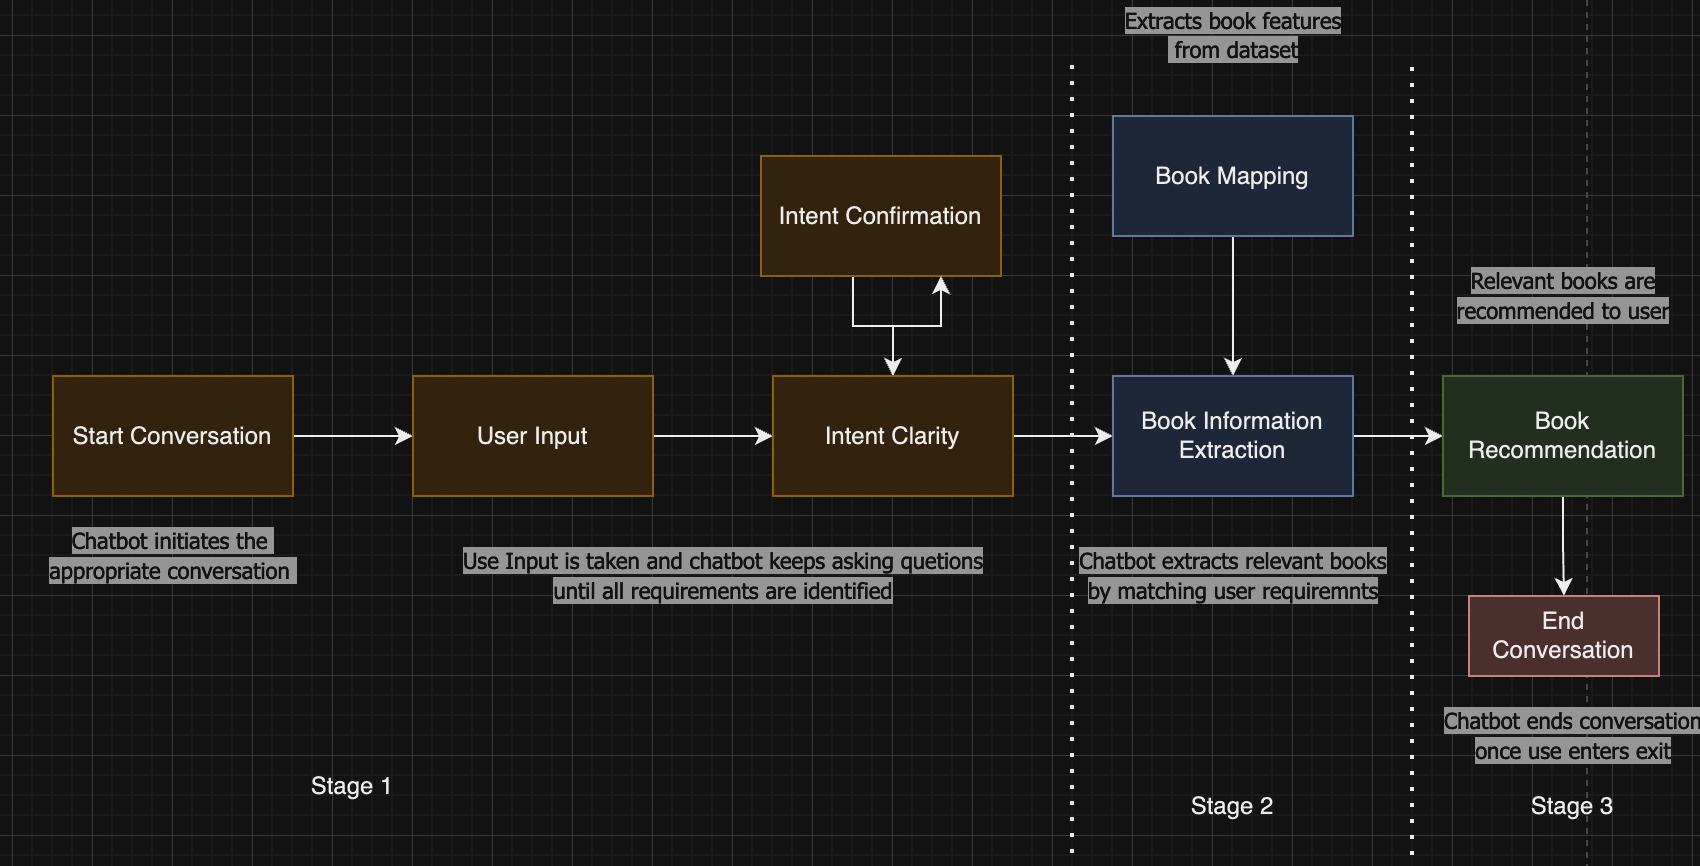 Extracts book features
from dataset
Book Mapping
Intent Confirmation
Relevant books are
recommended to user
Start Conversation
User Input
Intent Clarity
Book Information
Extraction
Book
Recommendation
Chatbot initiates the
appropriate conversation
Use Input is taken and chatbot keeps asking quetions
until all requirements are identified
Chatbot extracts relevant books
by matching user requiremnts
End
Conversation
Chatbot ends conversation
once use enters exit
Stage 1
Stage 2
Stage 3